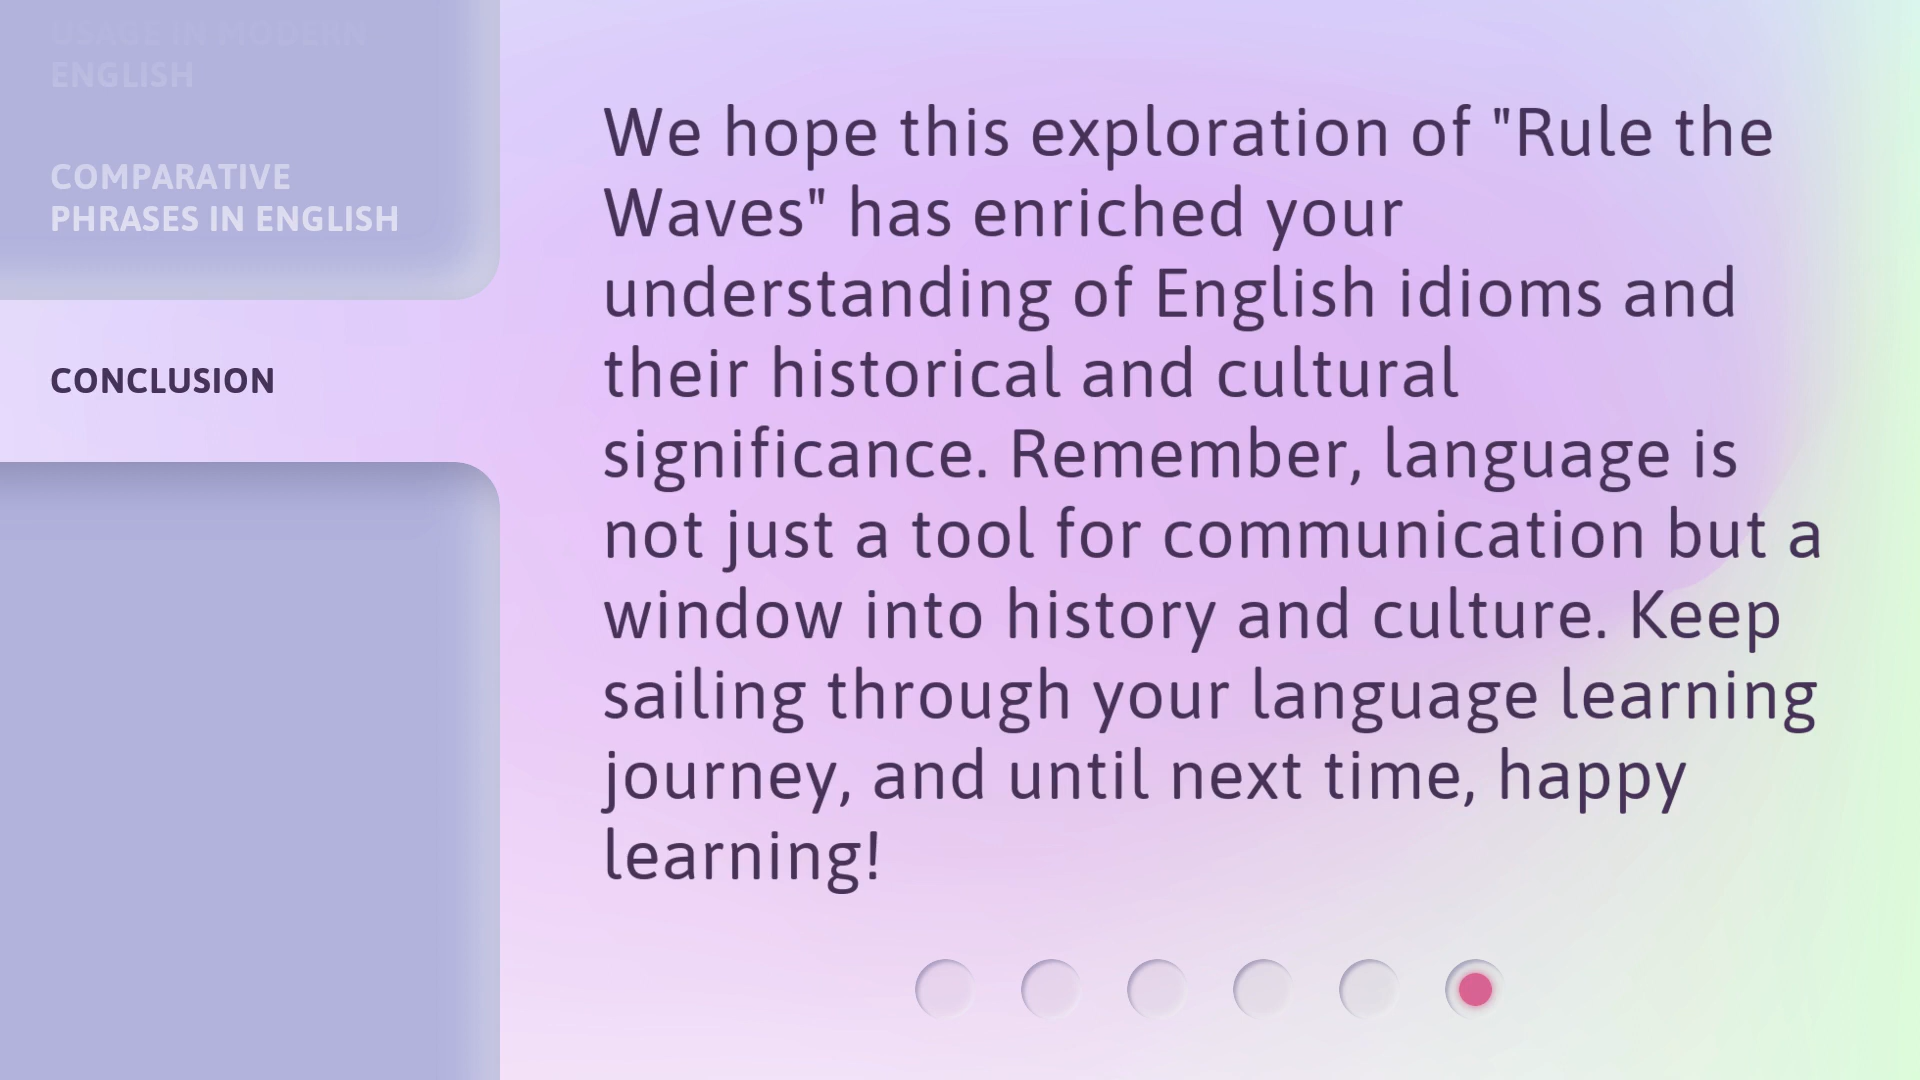 USAGE IN MODERN
ENGLISH
COMPARATIVE
PHRASES IN ENGLISH
CONCLUSION
We hope this exploration of "Rule the
Waves" has enriched your
understanding of English idioms and
their historical and cultural
significance. Remember, language is
not just a tool for communication but a
window into history and culture. Keep
sailing through your language learning
journey, and until next time, happy
learning!